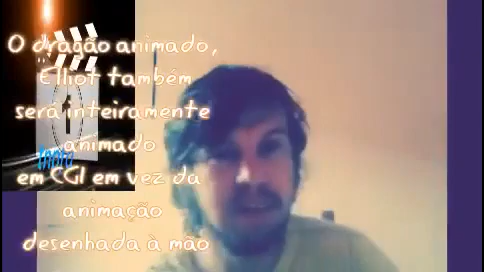 O dragão animado,
Elliot também
será inteiramente
animado
em CGI em vez da
animação
desenhada à mão